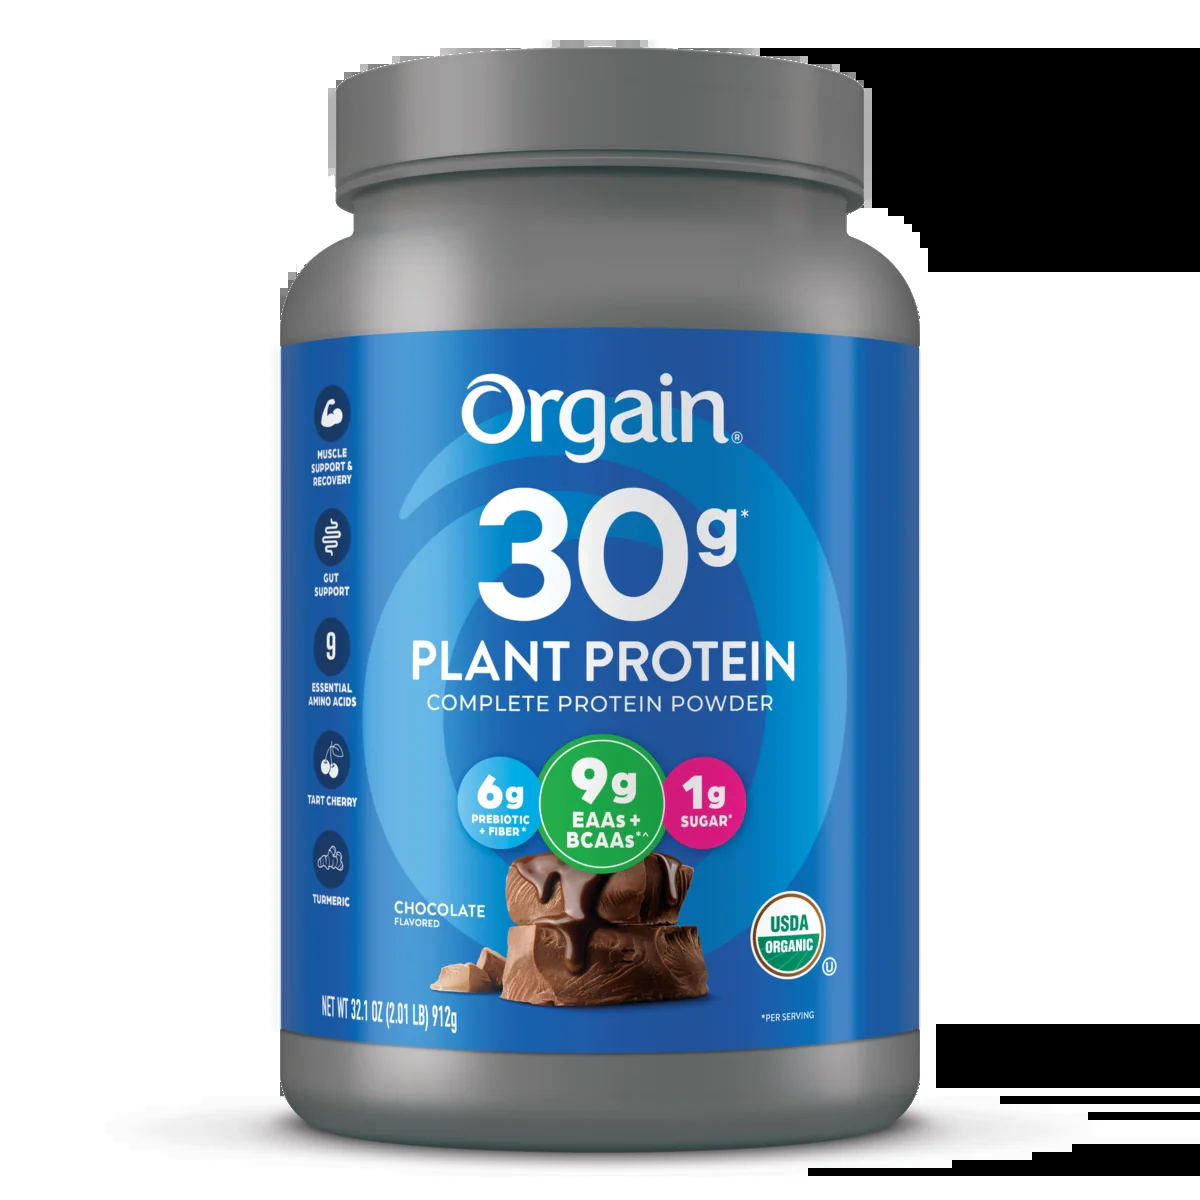 Orgain®
30g*
PLANT PROTEIN
COMPLETE PROTEIN POWDER
MUSCLE
SUPPORT &
RECOVERY
GUT
SUPPORT
9
ESSENTIAL
AMINO ACIDS
TART CHERRY
TURMERIC
6g
PREBIOTIC
+ FIBER*
9g
EAAs +
BCAAs*^
1g
SUGAR*
CHOCOLATE
FLAVORED
USDA
ORGANIC
U
NET WT 32.1 OZ (2.01 LB) 912g
*PER SERVING